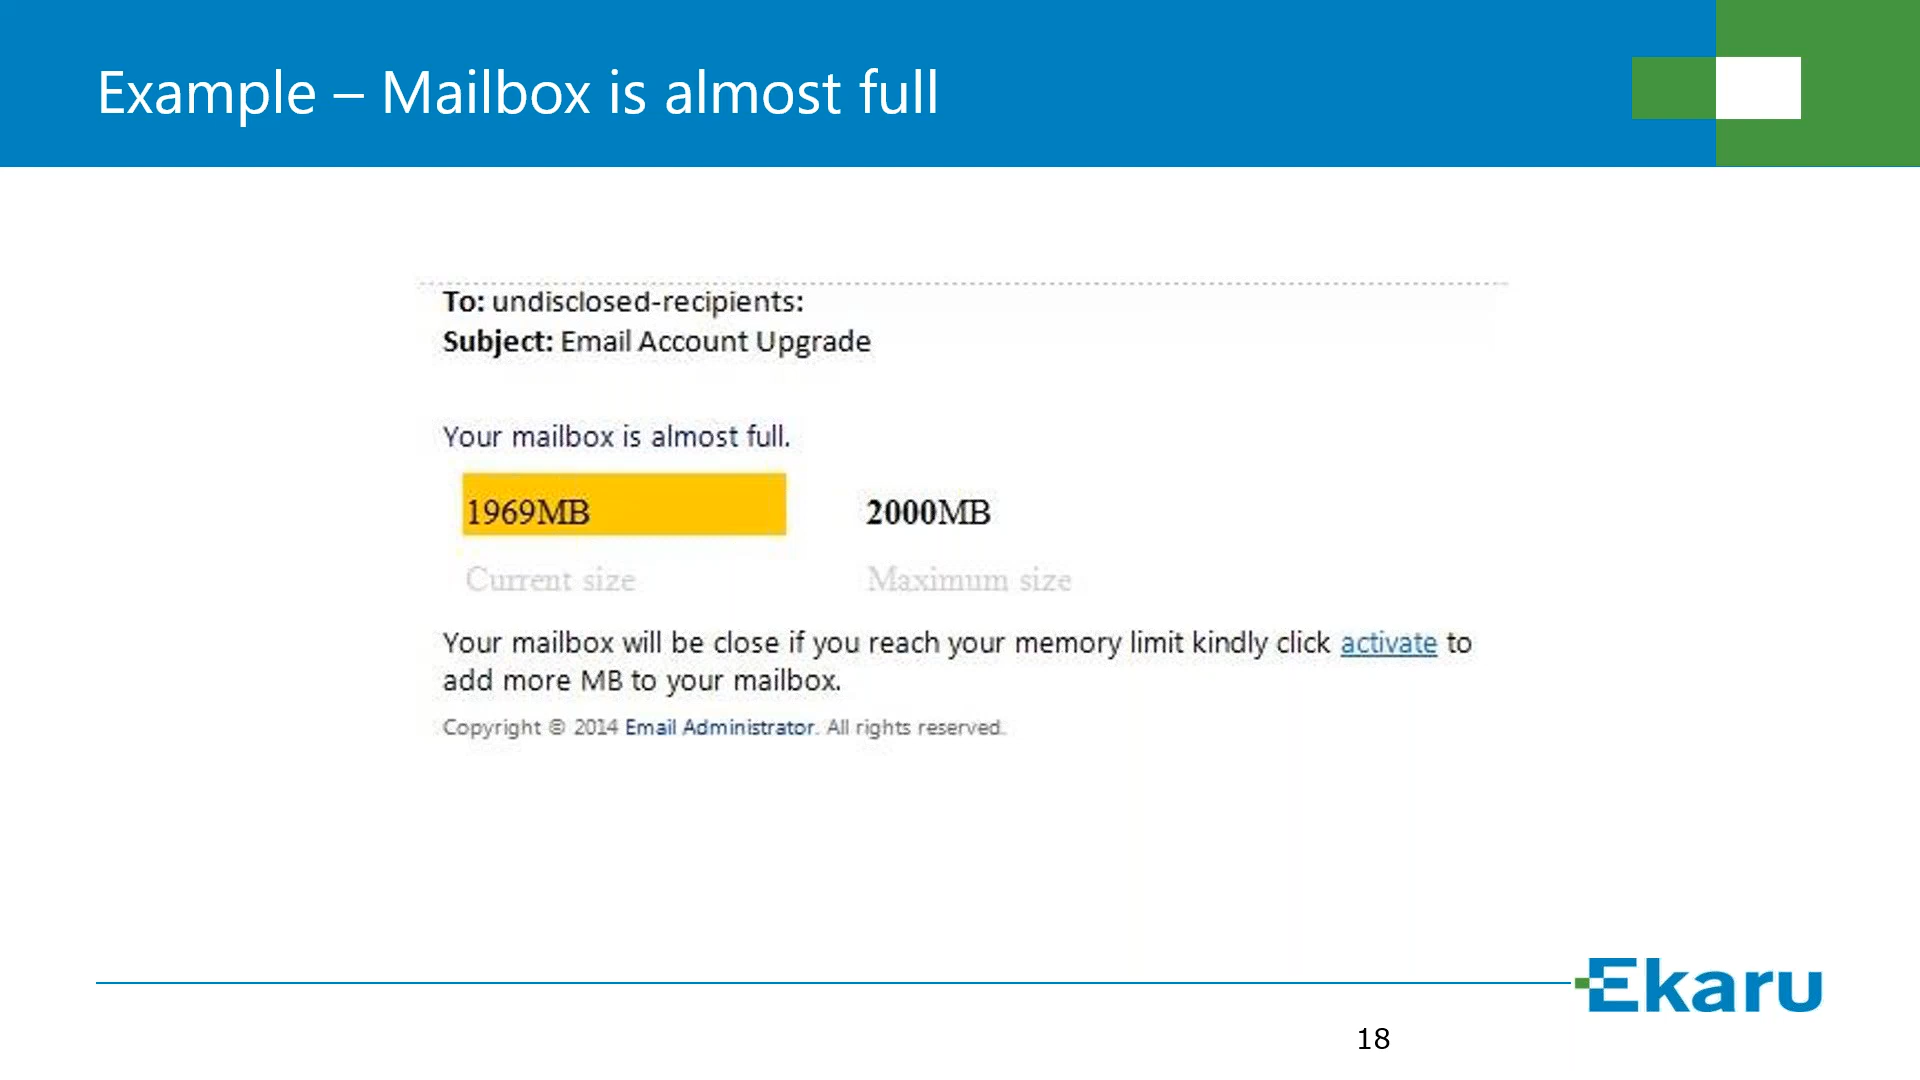 Example – Mailbox is almost full
To: undisclosed-recipients:
Subject: Email Account Upgrade
Your mailbox is almost full.
1969MB 2000MB
Current size Maximum size
Your mailbox will be close if you reach your memory limit kindly click activate to
add more MB to your mailbox.
Copyright © 2014 Email Administrator. All rights reserved.
Ekaru
18